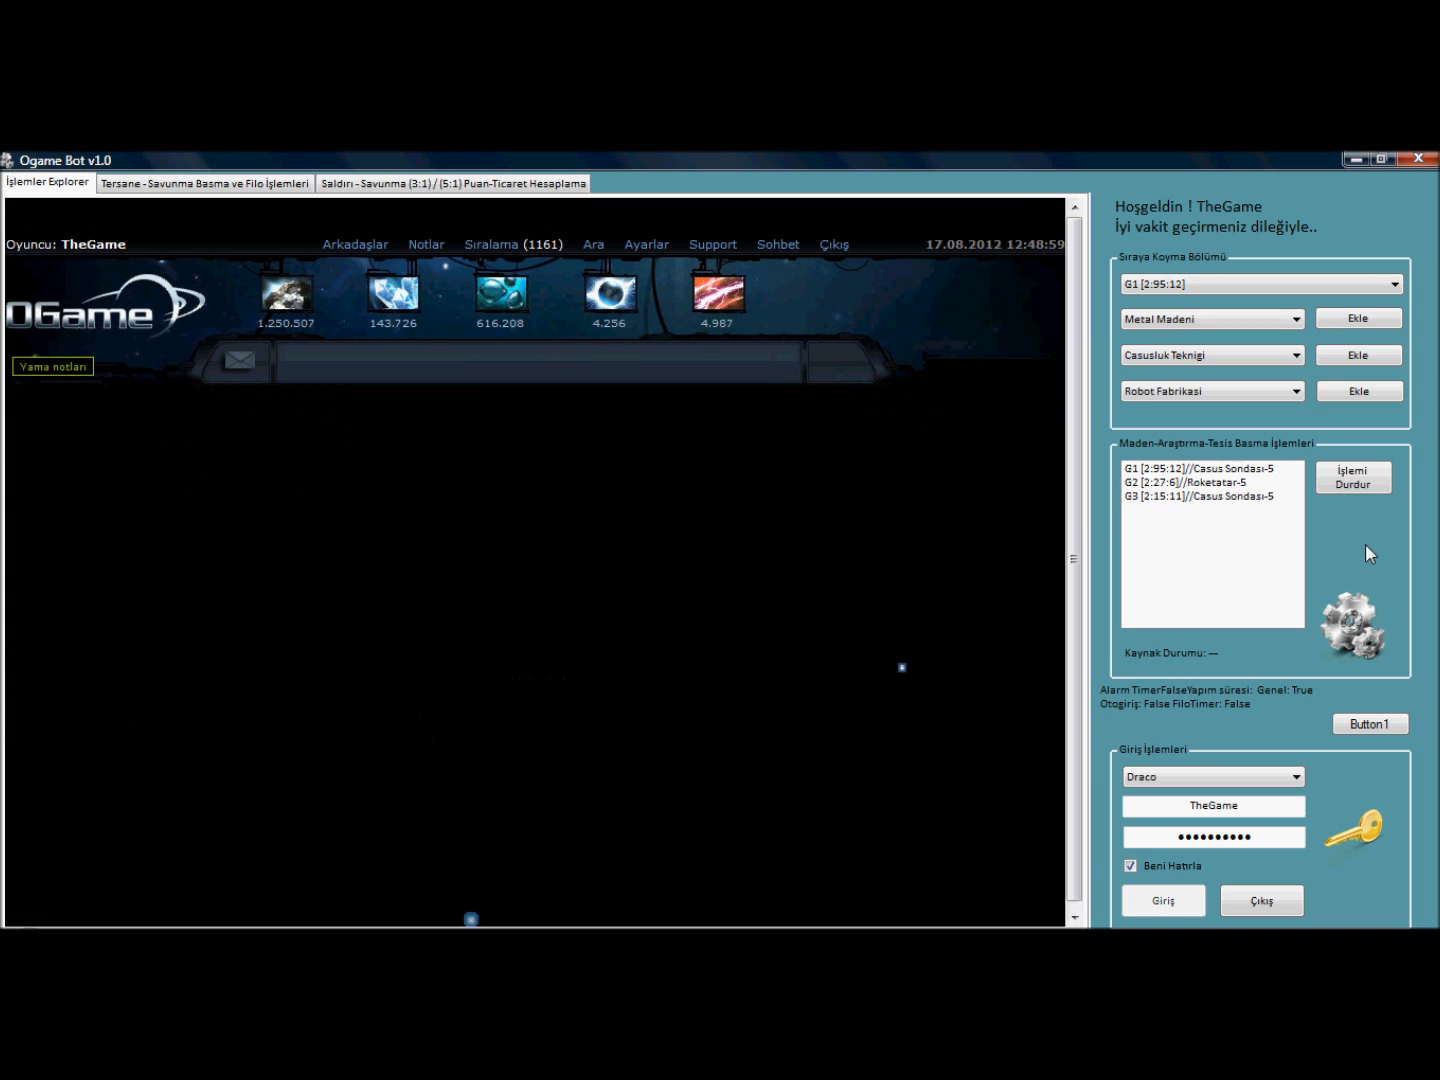 Ogame Bot v1.0
İşlemler Explorer
Tersane - Savunma Basma ve Filo İşlemleri
Saldırı - Savunma (3:1) / (5:1) Puan-Ticaret Hesaplama
Oyuncu: TheGame
Arkadaşlar Notlar Sıralama (1161) Ara Ayarlar Support Sohbet Çıkış
17.08.2012 12:48:59
OGame
1.250.507 143.726 616.208 4.256 4.987
Yama notları
Hoşgeldin ! TheGame
İyi vakit geçirmeniz dileğiyle..
Sıraya Koyma Bölümü
G1 [2:95:12]
Metal Madeni
Ekle
Casusluk Teknigi
Ekle
Robot Fabrikasi
Ekle
Maden-Araştırma-Tesis Basma İşlemleri
G1 [2:95:12]//Casus Sondası-5
G2 [2:27:6]//Roketatar-5
G3 [2:15:11]//Casus Sondası-5
İşlemi
Durdur
Kaynak Durumu: ---
Alarm TimerFalseYapım süresi: Genel: True
Otogiriş: False FiloTimer: False
Button1
Giriş İşlemleri
Draco
TheGame
Beni Hatırla
Giriş
Çıkış